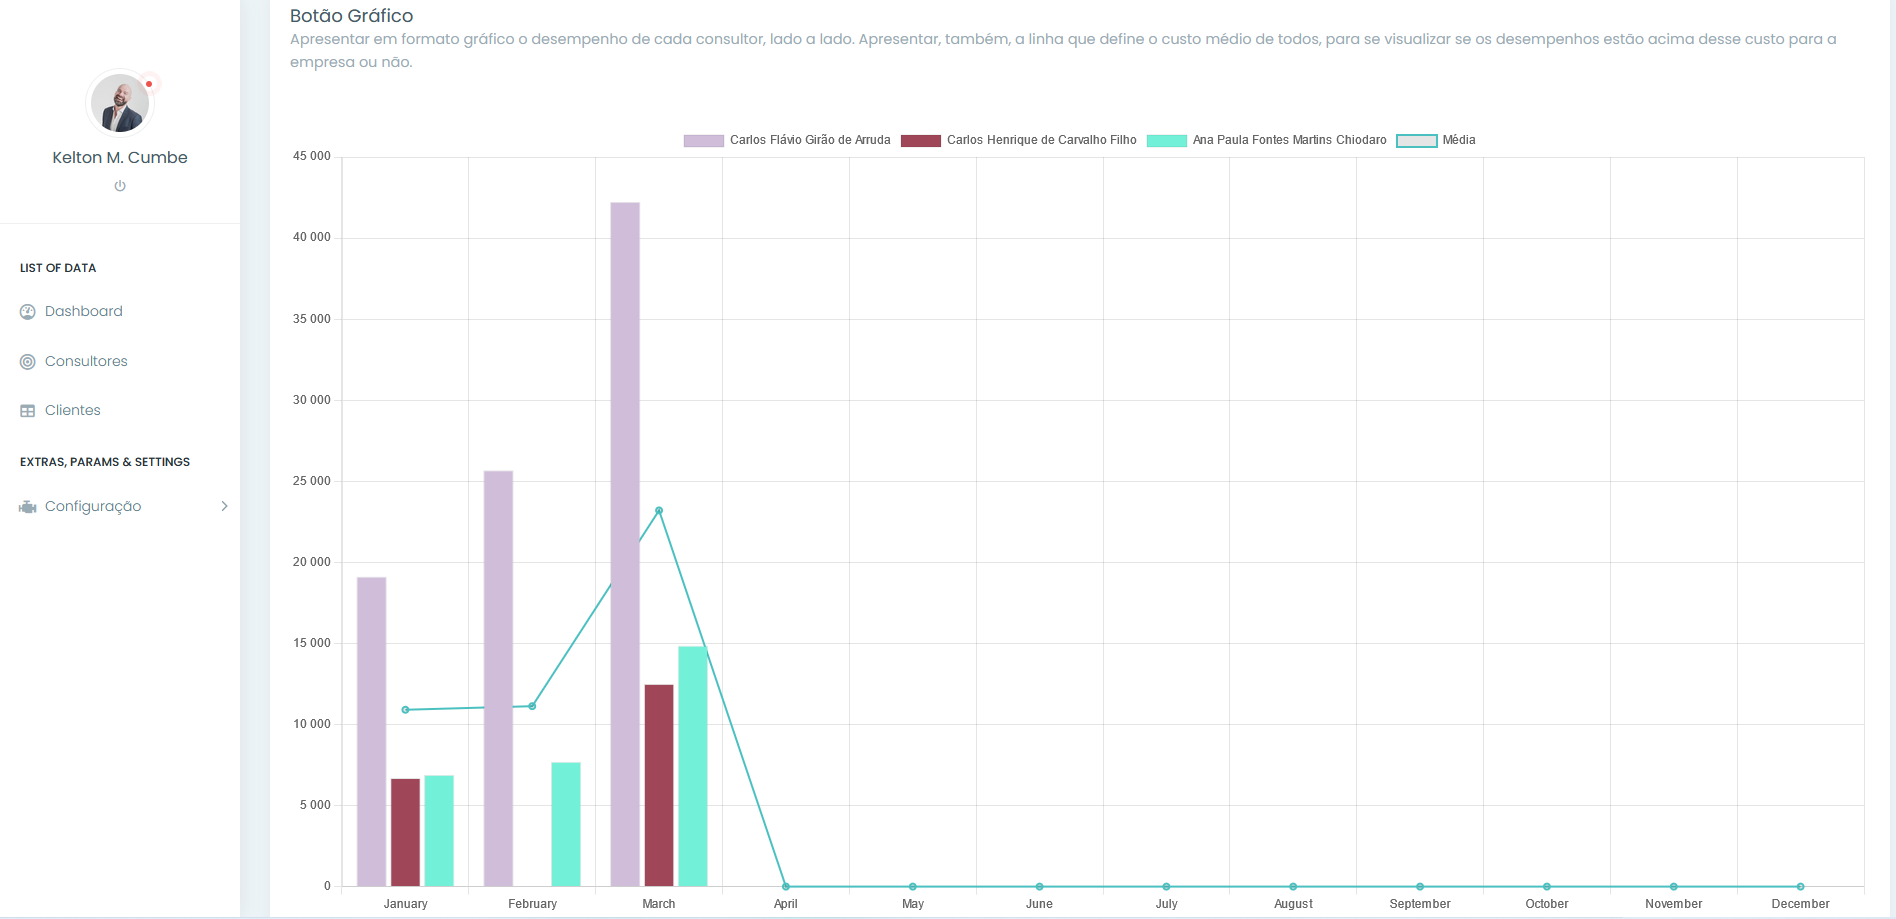 Botão Gráfico
Apresentar em formato gráfico o desempenho de cada consultor, lado a lado. Apresentar, também, a linha que define o custo médio de todos, para se visualizar se os desempenhos estão acima desse custo para a
empresa ou não.
Kelton M. Cumbe
LIST OF DATA
Dashboard
Consultores
Clientes
EXTRAS, PARAMS & SETTINGS
Configuração
Carlos Flávio Girão de Arruda
Carlos Henrique de Carvalho Filho
Ana Paula Fontes Martins Chiodaro
Média
45 000
40 000
35 000
30 000
25 000
20 000
15 000
10 000
5 000
0
January
February
March
April
May
June
July
August
September
October
November
December